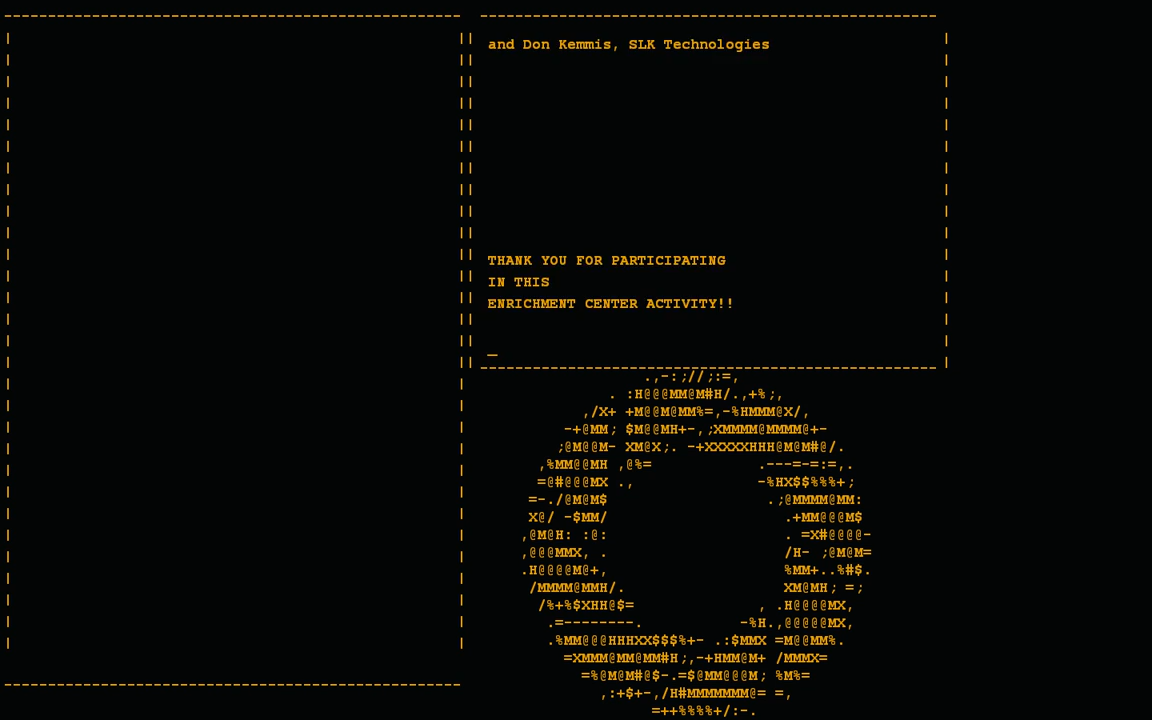 and Don Kemmis, SLK Technologies
THANK YOU FOR PARTICIPATING
IN THIS
ENRICHMENT CENTER ACTIVITY!!